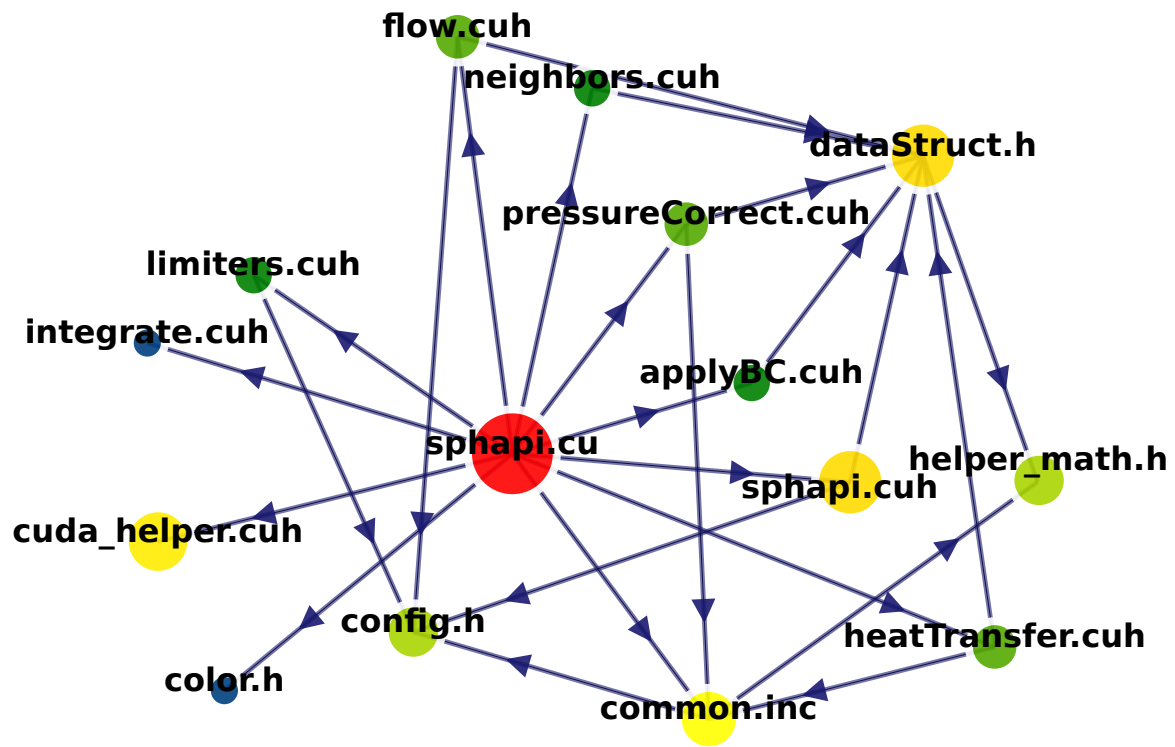 flow.cuh
neighbors.cuh
dataStruct.h
pressureCorrect.cuh
limiters.cuh
integrate.cuh
applyBC.cuh
sphapi.cu
helper_math.h
sphapi.cuh
cuda_helper.cuh
config.h
heatTransfer.cuh
color.h
common.inc